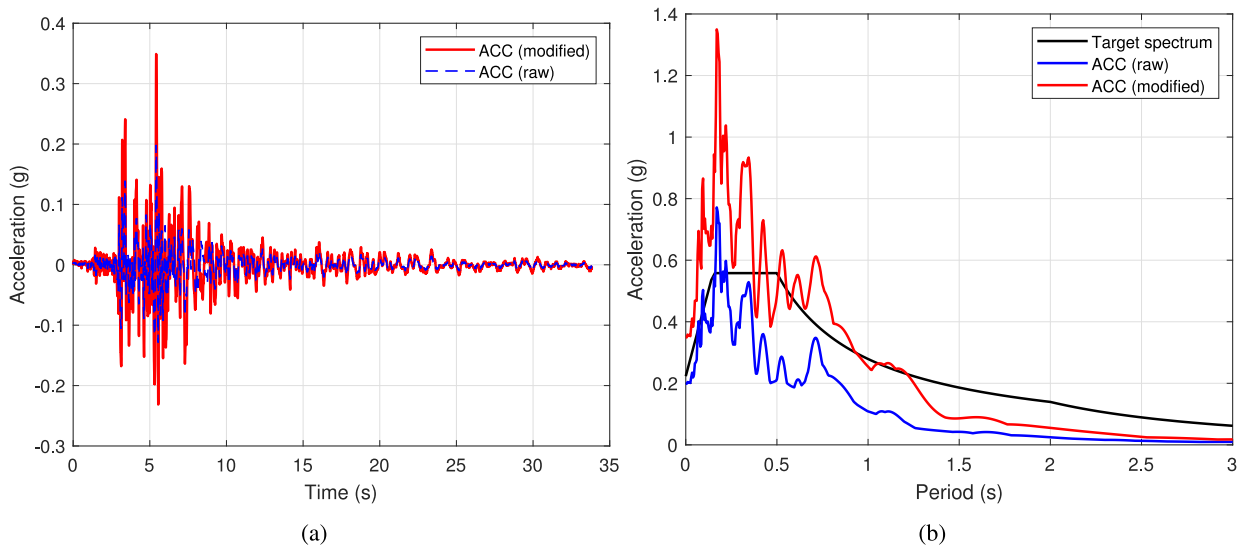 0.4
0.3
0.2
0.1
0
-0.1
-0.2
-0.3
Acceleration (g)
0 5 10 15 20 25 30 35
Time (s)
ACC (modified)
ACC (raw)
(a)
1.4
1.2
1
0.8
0.6
0.4
0.2
0
Acceleration (g)
0 0.5 1 1.5 2 2.5 3
Period (s)
Target spectrum
ACC (raw)
ACC (modified)
(b)